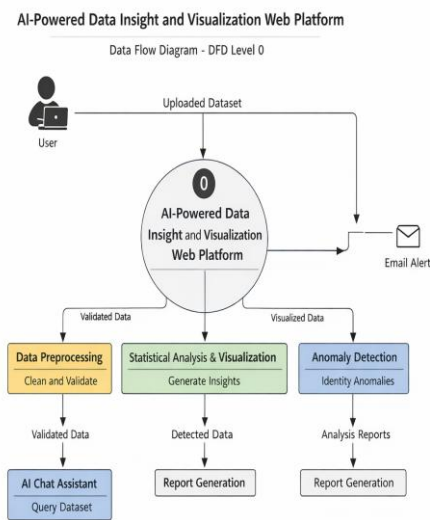 AI-Powered Data Insight and Visualization Web Platform
Data Flow Diagram - DFD Level 0
Uploaded Dataset
User
0
AI-Powered Data
Insight and Visualization
Web Platform
Email Alert
Validated Data
Visualized Data
Data Preprocessing
Clean and Validate
Statistical Analysis & Visualization
Generate Insights
Anomaly Detection
Identity Anomalies
Validated Data
Detected Data
Analysis Reports
AI Chat Assistant
Query Dataset
Report Generation
Report Generation